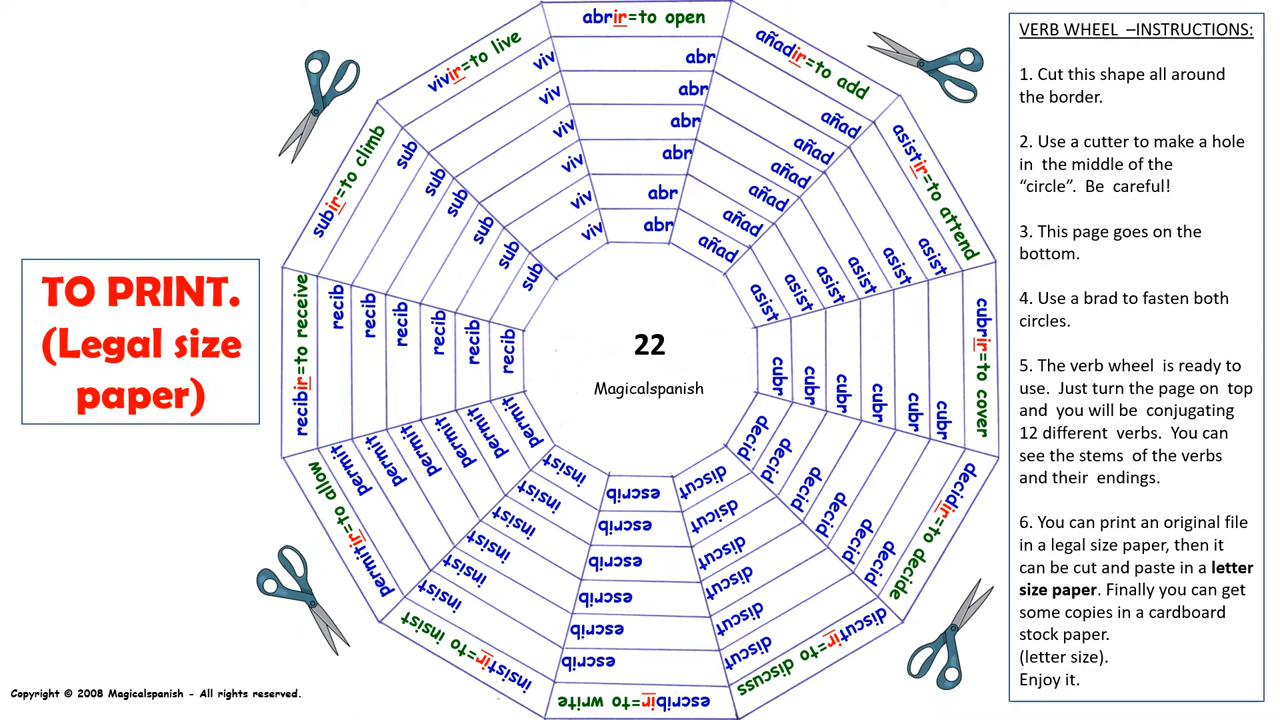 TO PRINT.
(Legal size
paper)
abrir=to open
abr
abr
abr
abr
abr
abr
añadir=to add
añad
añad
añad
añad
añad
añad
asistir=to attend
asist
asist
asist
asist
asist
asist
cubrir=to cover
cubr
cubr
cubr
cubr
cubr
cubr
decidir=to decide
decid
decid
decid
decid
decid
decid
discutir=to discuss
discut
discut
discut
discut
dsicut
discut
escribir=to write
escrib
escrib
escrib
escrib
escrib
escrib
insistir=to insist
insist
insist
insist
insist
insist
insist
permitir=to allow
permit
permit
permit
permit
permit
permit
recibir=to receive
recib
recib
recib
recib
recib
recib
subir=to climb
sub
sub
sub
sub
sub
sub
vivir=to live
viv
viv
viv
viv
viv
viv
22
Magicalspanish
Copyright © 2008 Magicalspanish - All rights reserved.
VERB WHEEL –INSTRUCTIONS:
1. Cut this shape all around
the border.
2. Use a cutter to make a hole
in the middle of the
“circle”. Be careful!
3. This page goes on the
bottom.
4. Use a brad to fasten both
circles.
5. The verb wheel is ready to
use. Just turn the page on top
and you will be conjugating
12 different verbs. You can
see the stems of the verbs
and their endings.
6. You can print an original file
in a legal size paper, then it
can be cut and paste in a letter
size paper. Finally you can get
some copies in a cardboard
stock paper.
(letter size).
Enjoy it.